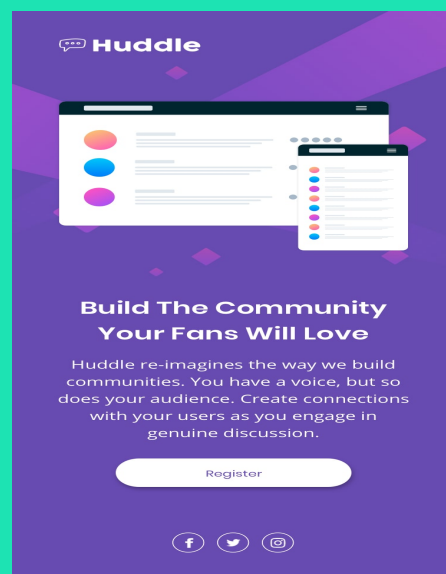 Huddle
Build The Community
Your Fans Will Love
Huddle re-imagines the way we build
communities. You have a voice, but so
does your audience. Create connections
with your users as you engage in
genuine discussion.
Register